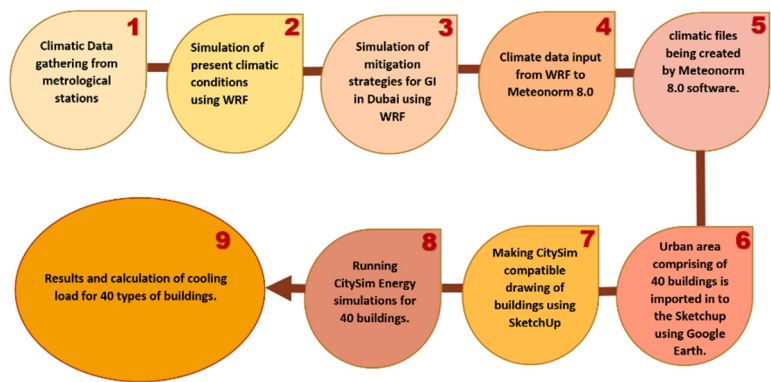 1
Climatic Data
gathering from
metrological
stations
2
Simulation of
present climatic
conditions
using WRF
3
Simulation of
mitigation
strategies for GI
in Dubai using
WRF
4
Climate data input
from WRF to
Meteonorm 8.0
5
climatic files
being created
by Meteonorm
8.0 software.
6
Urban area
comprising of
40 buildings is
imported in to
the Sketchup
using Google
Earth.
7
Making CitySim
compatible
drawing of
buildings using
SketchUp
8
Running
CitySim Energy
simulations for
40 buildings.
9
Results and calculation of cooling
load for 40 types of buildings.